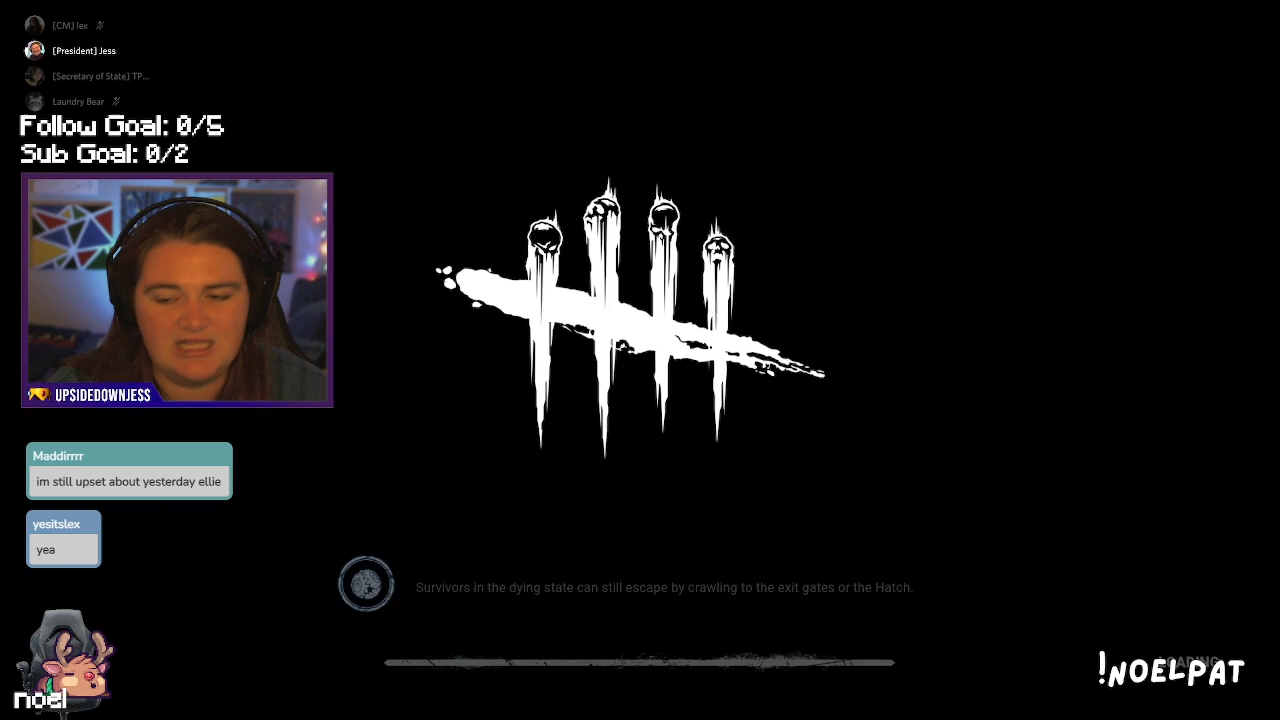 [CM] lex
[President] Jess
[Secretary of State] TP...
Laundry Bear
Follow Goal: 0/5
Sub Goal: 0/2
UPSIDEDOWNJESS
Maddirrrr
im still upset about yesterday ellie
yesitslex
yea
Survivors in the dying state can still escape by crawling to the exit gates or the Hatch.
LOADING
!NOELPAT
noel